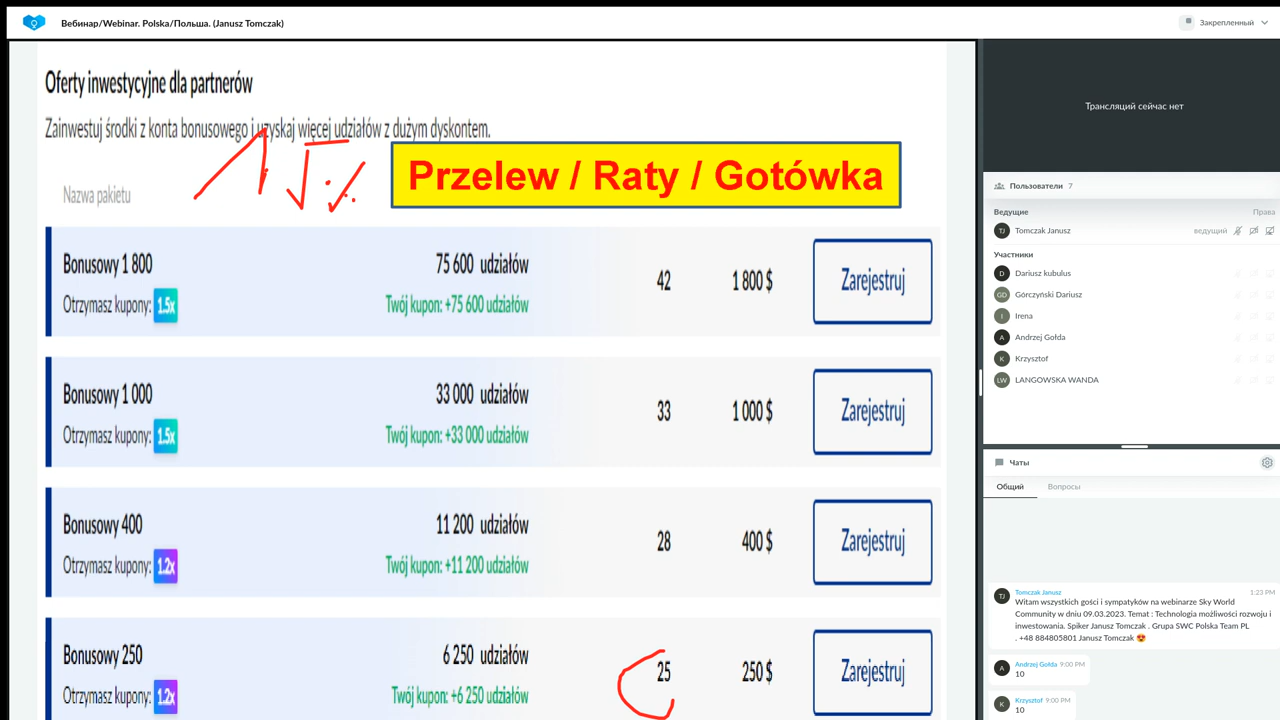 Вебинар/Webinar. Polska/Польша. (Janusz Tomczak)
Закрепленный
Oferty inwestycyjne dla partnerów
Zainwestuj środki z konta bonusowego i uzyskaj więcej udziałów z dużym dyskontem.
Przelew / Raty / Gotówka
Nazwa pakietu
Bonusowy 1 800
75 600 udziałów
42
1 800 $
Zarejestruj
Otrzymasz kupony: 1.5x
Twój kupon: +75 600 udziałów
Bonusowy 1 000
33 000 udziałów
33
1 000 $
Zarejestruj
Otrzymasz kupony: 1.5x
Twój kupon: +33 000 udziałów
Bonusowy 400
11 200 udziałów
28
400 $
Zarejestruj
Otrzymasz kupony: 1.2x
Twój kupon: +11 200 udziałów
Bonusowy 250
6 250 udziałów
25
250 $
Zarejestruj
Otrzymasz kupony: 1.2x
Twój kupon: +6 250 udziałów
Трансляций сейчас нет
Пользователи 7
Ведущие
Права
TJ Tomczak Janusz
ведущий
Участники
D Dariusz kubulus
GD Górczyński Dariusz
I Irena
A Andrzej Gołda
K Krzysztof
LW LANGOWSKA WANDA
Чаты
Общий
Вопросы
TJ Tomczak Janusz 1:23 PM
Witam wszystkich gości i sympatyków na webinarze Sky World
Community w dniu 09.03.2023. Temat : Technologia możliwości rozwoju i
inwestowania. Spiker Janusz Tomczak . Grupa SWC Polska Team PL
. +48 884805801 Janusz Tomczak 😍
A Andrzej Gołda 9:00 PM
10
K Krzysztof 9:00 PM
10